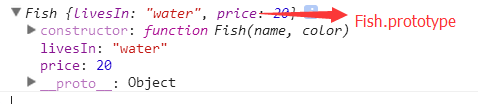 Fish {livesIn: "water", price: 20} i
Fish.prototype
constructor: function Fish(name, color)
livesIn: "water"
price: 20
__proto__: Object